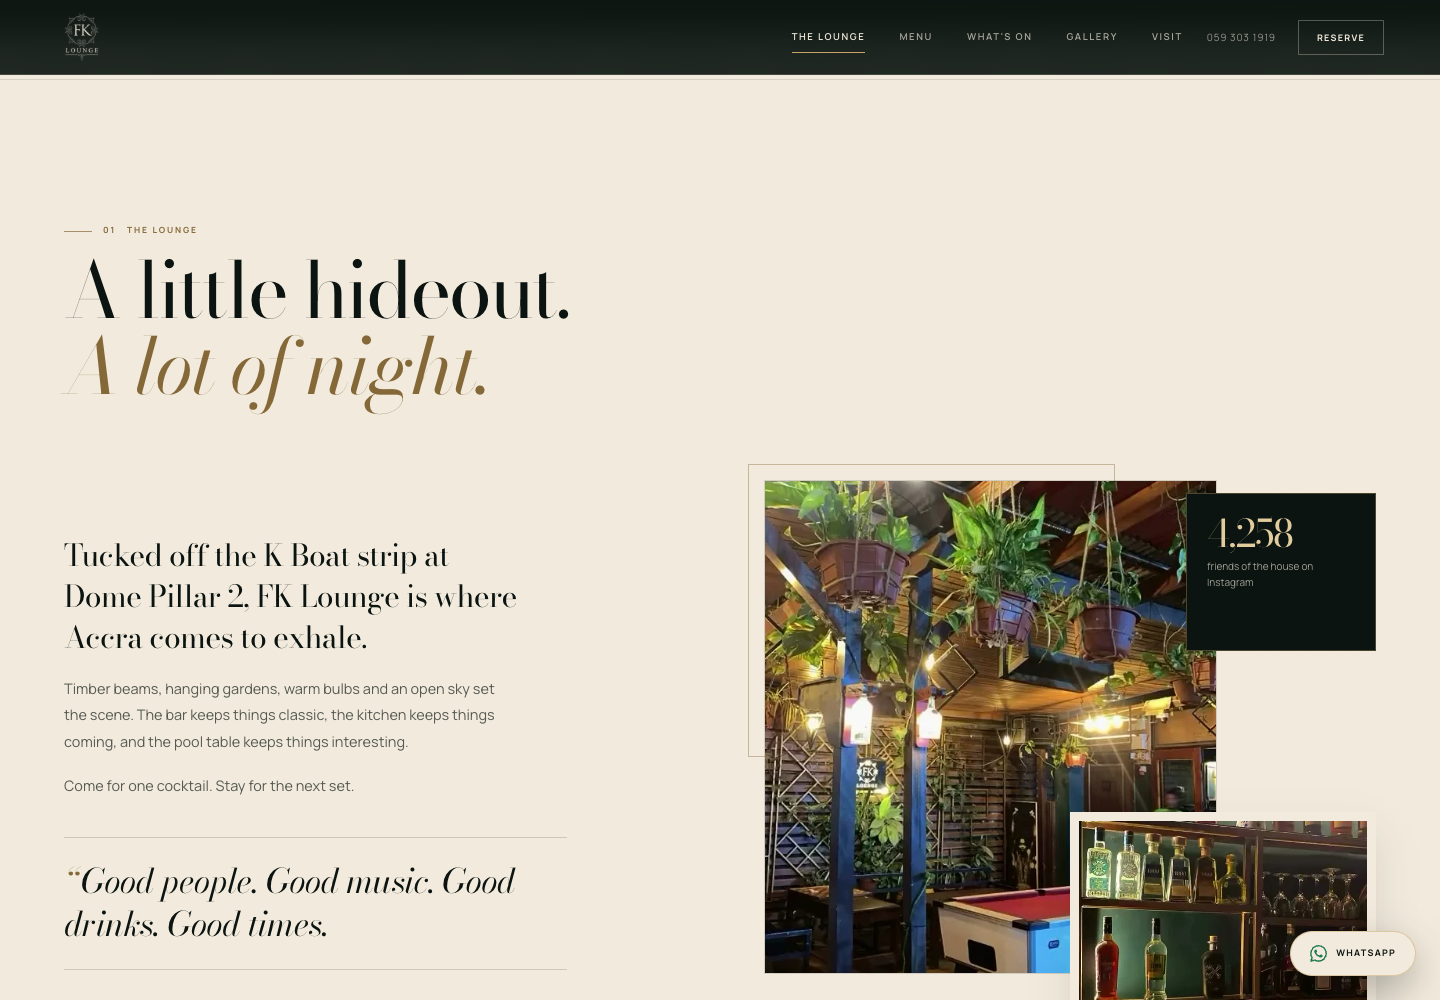 FK
LOUNGE
THE LOUNGE
MENU
WHAT'S ON
GALLERY
VISIT
059 303 1919
RESERVE
01 THE LOUNGE
A little hideout.
A lot of night.
Tucked off the K Boat strip at
Dome Pillar 2, FK Lounge is where
Accra comes to exhale.
Timber beams, hanging gardens, warm bulbs and an open sky set
the scene. The bar keeps things classic, the kitchen keeps things
coming, and the pool table keeps things interesting.
Come for one cocktail. Stay for the next set.
“Good people. Good music. Good
drinks. Good times.
4,258
friends of the house on
Instagram
FK
LOUNGE
WHATSAPP